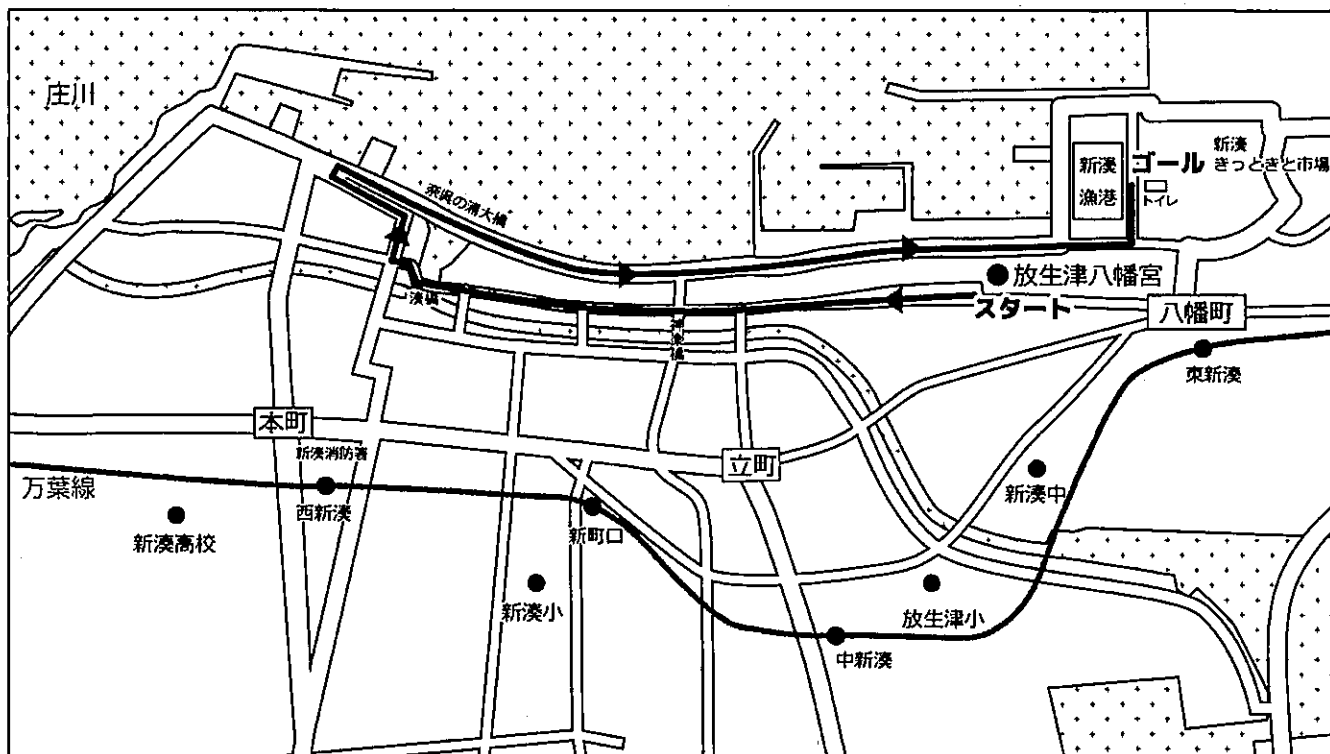 庄川
奈呉の浦大橋
新湊
漁港
ゴール
新湊
きっときと市場
トイレ
放生津八幡宮
スタート
八幡町
湊橋
東新湊
本町
新湊消防署
立町
新湊中
万葉線
西新湊
新湊高校
新町口
新湊小
放生津小
中新湊